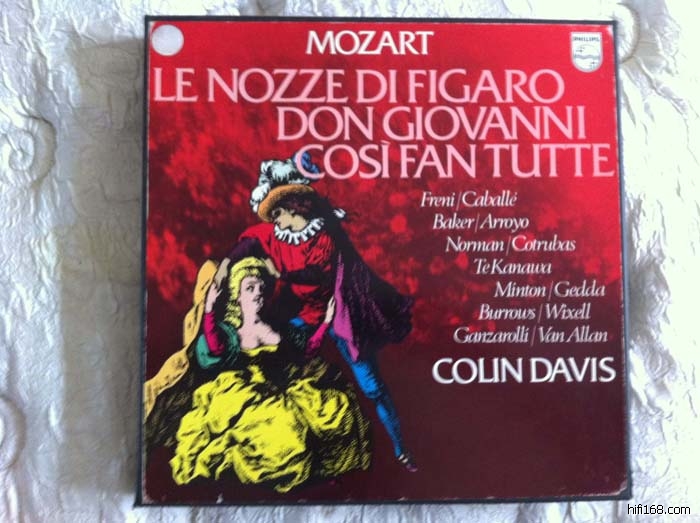 MOZART
PHILIPS
LE NOZZE DI FIGARO
DON GIOVANNI
COSÌ FAN TUTTE
Freni/Caballé
Baker/Arroyo
Norman/Cotrubas
Te Kanawa
Minton/Gedda
Burrows/Wixell
Ganzarolli/Van Allan
COLIN DAVIS
hifi168.com